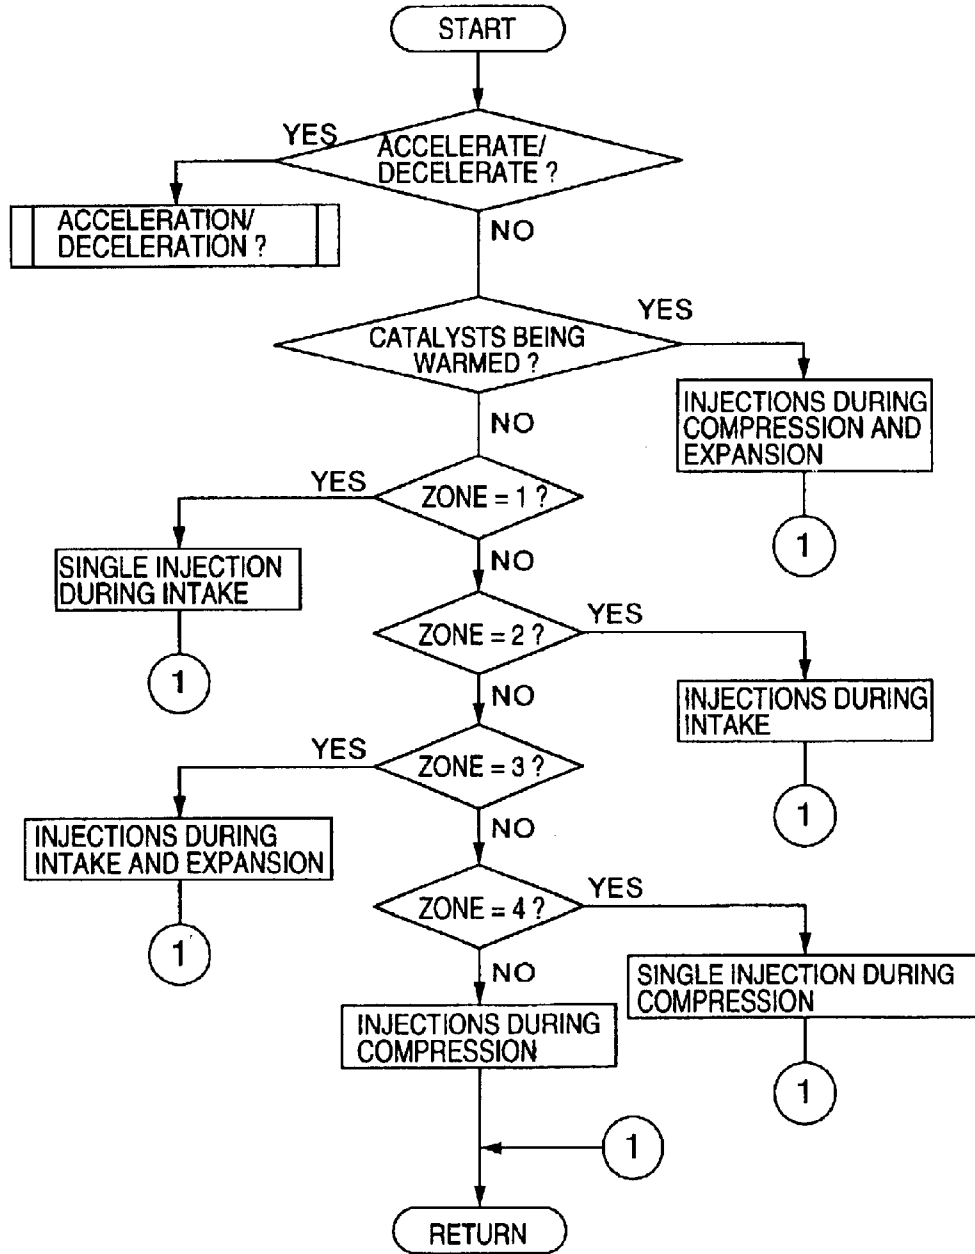 START
YES
ACCELERATE/
DECELERATE ?
ACCELERATION/
DECELERATION ?
NO
YES
CATALYSTS BEING
WARMED ?
INJECTIONS DURING
COMPRESSION AND
EXPANSION
NO
YES
ZONE = 1 ?
1
SINGLE INJECTION
DURING INTAKE
NO
YES
ZONE = 2 ?
1
NO
INJECTIONS DURING
INTAKE
YES
ZONE = 3 ?
1
INJECTIONS DURING
INTAKE AND EXPANSION
NO
YES
ZONE = 4 ?
1
NO
SINGLE INJECTION DURING
COMPRESSION
INJECTIONS DURING
COMPRESSION
1
1
RETURN